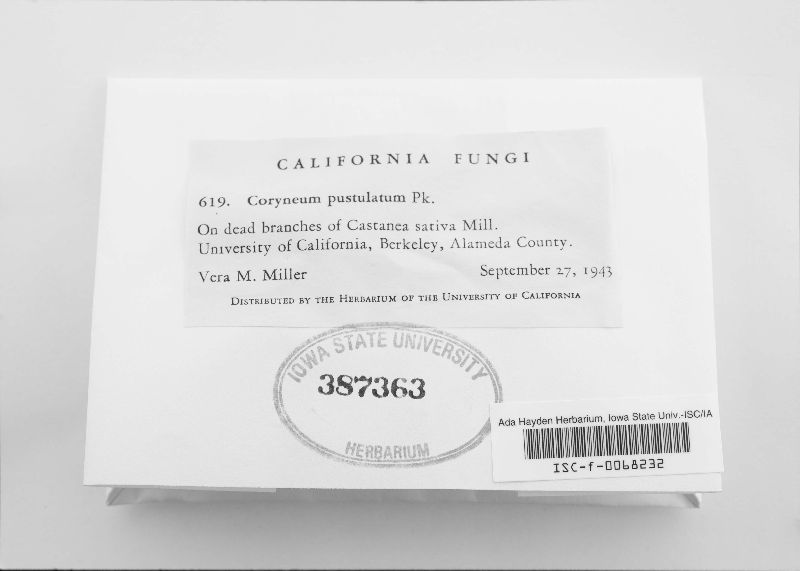 CALIFORNIA FUNGI
619. Coryneum pustulatum Pk.
On dead branches of Castanea sativa Mill.
University of California, Berkeley, Alameda County.
Vera M. Miller September 27, 1943
DISTRIBUTED BY THE HERBARIUM OF THE UNIVERSITY OF CALIFORNIA
IOWA STATE UNIVERSITY
387363
HERBARIUM
Ada Hayden Herbarium, Iowa State Univ.-ISC/IA
ISC-f-0068232